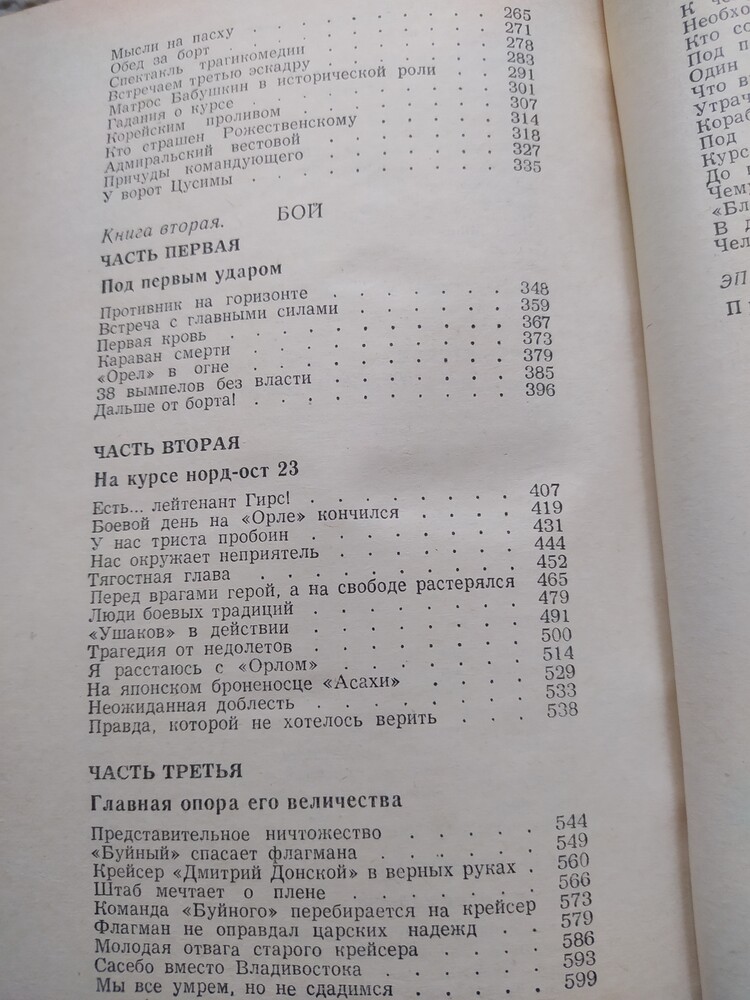 Мысли на пасху . . . . . . . 265
Обед за борт . . . . . . . 271
Спектакль трагикомедии . . . . . 278
Встречаем третью эскадру . . . . . 283
Матрос Бабушкин в исторической роли . . 291
Гадания о курсе . . . . . . . 301
Корейским проливом . . . . . . 307
Кто страшен Рожественскому . . . . 314
Адмиральский вестовой . . . . . 318
Причуды командующего . . . . . 327
У ворот Цусимы . . . . . . . 335
Книга вторая. БОЙ
ЧАСТЬ ПЕРВАЯ
Под первым ударом
Противник на горизонте . . . . . . 348
Встреча с главными силами . . . . . 359
Первая кровь . . . . . . . . 367
Караван смерти . . . . . . . 373
«Орел» в огне . . . . . . . 379
38 вымпелов без власти . . . . . 385
Дальше от борта! . . . . . . . 396
ЧАСТЬ ВТОРАЯ
На курсе норд-ост 23
Есть... лейтенант Гирс! . . . . . . 407
Боевой день на «Орле» кончился . . . . 419
У нас триста пробоин . . . . . . 431
Нас окружает неприятель . . . . . 444
Тягостная глава . . . . . . . 452
Перед врагами герой, а на свободе растерялся 465
Люди боевых традиций . . . . . . 479
«Ушаков» в действии . . . . . . 491
Трагедия от недолетов . . . . . . 500
Я расстаюсь с «Орлом» . . . . . 514
На японском броненосце «Асахи» . . . . 529
Неожиданная доблесть . . . . . . 533
Правда, которой не хотелось верить . . . 538
ЧАСТЬ ТРЕТЬЯ
Главная опора его величества
Представительное ничтожество . . . . 544
«Буйный» спасает флагмана . . . . . 549
Крейсер «Дмитрий Донской» в верных руках . 560
Штаб мечтает о плене . . . . . . 566
Команда «Буйного» перебирается на крейсер 573
Флагман не оправдал царских надежд . . 579
Молодая отвага старого крейсера . . . . 586
Сасебо вместо Владивостока . . . . . 593
Мы все умрем, но не сдадимся . . . . 599
К
Необхо
Кто со
Под
Один
Что в
Утрач
Кораб
Под
Курс
До
Чем
«Бл
В
Чел
ЭП
П